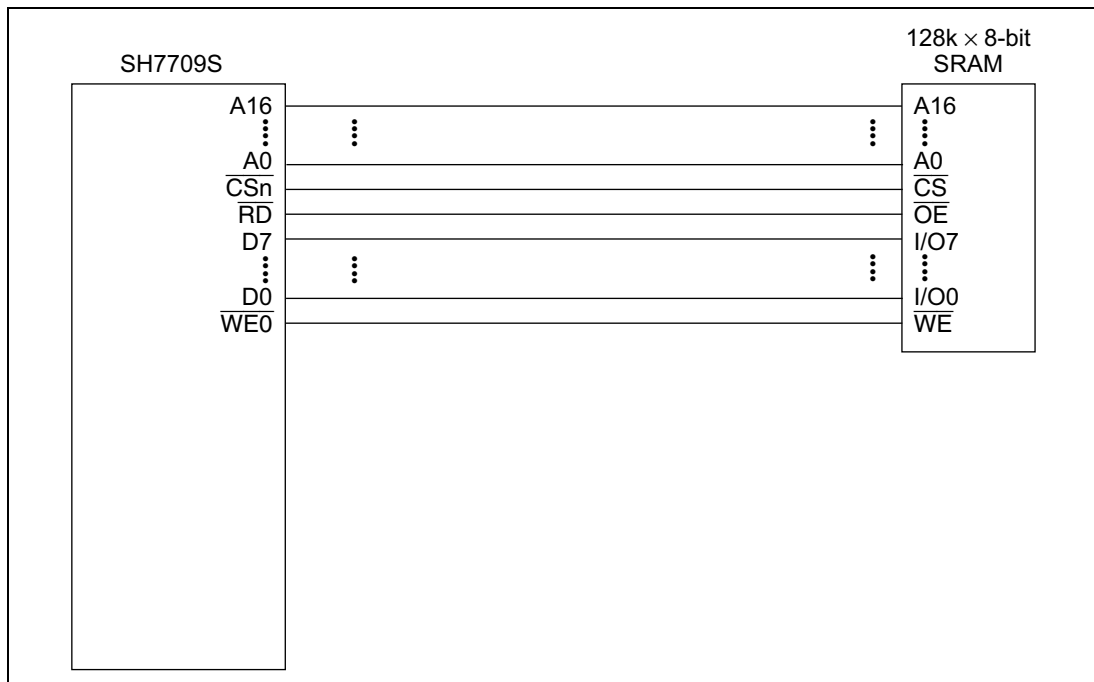 SH7709S
A16
A0
CSn
RD
D7
D0
WE0
128k × 8-bit
SRAM
A16
A0
CS
OE
I/O7
I/O0
WE